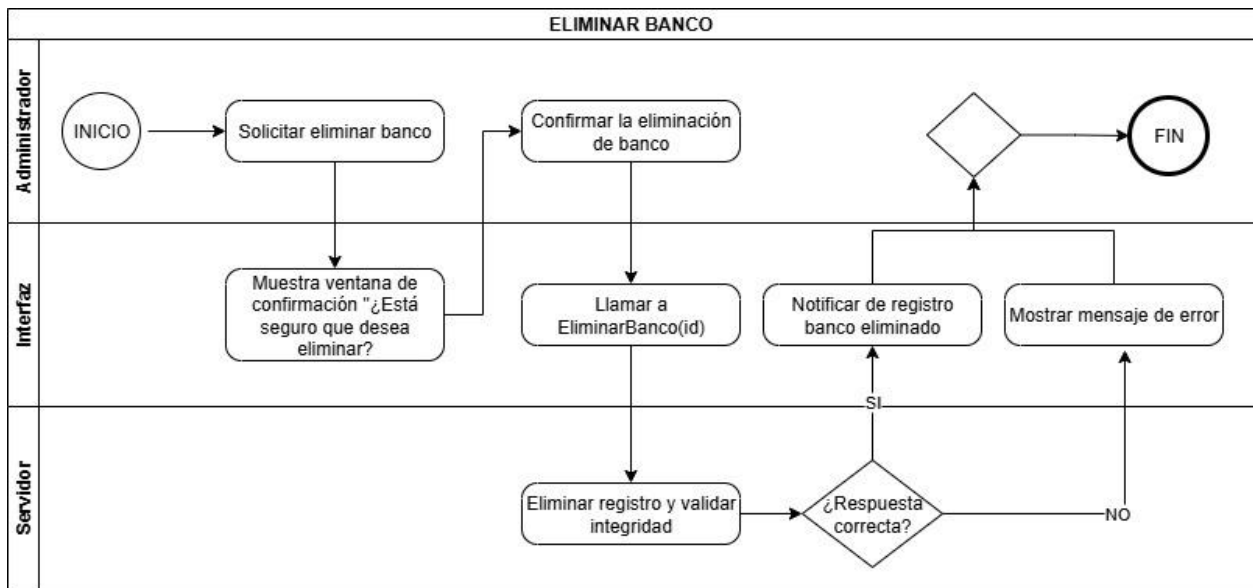 ELIMINAR BANCO
Administrador
INICIO
Solicitar eliminar banco
Confirmar la eliminación
de banco
FIN
Interfaz
Muestra ventana de
confirmación "¿Está
seguro que desea
eliminar?
Llamar a
EliminarBanco(id)
Notificar de registro
banco eliminado
Mostrar mensaje de error
SI
Servidor
Eliminar registro y validar
integridad
¿Respuesta
correcta?
NO